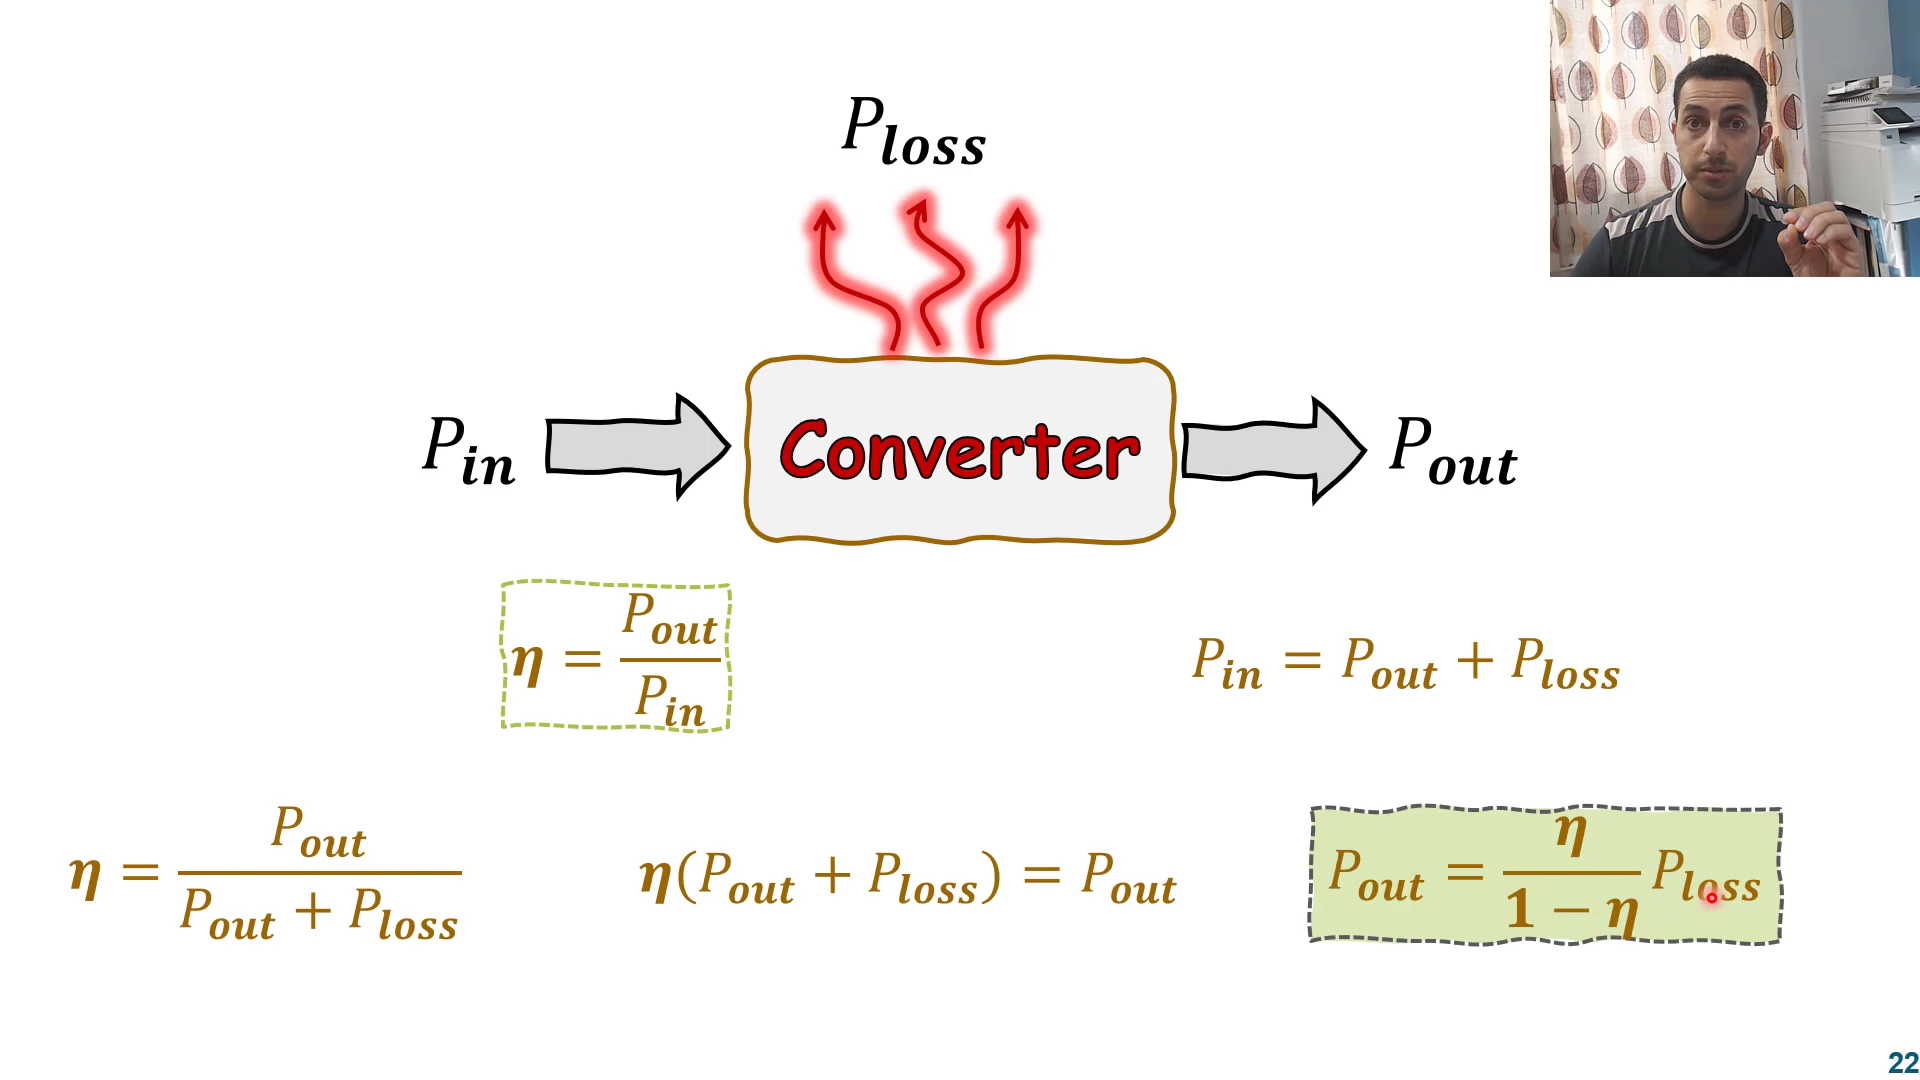 P_loss
P_in
Converter
P_out
η = P_out / P_in
P_in = P_out + P_loss
η = P_out / (P_out + P_loss)
η(P_out + P_loss) = P_out
P_out = η / (1 − η) P_loss
22